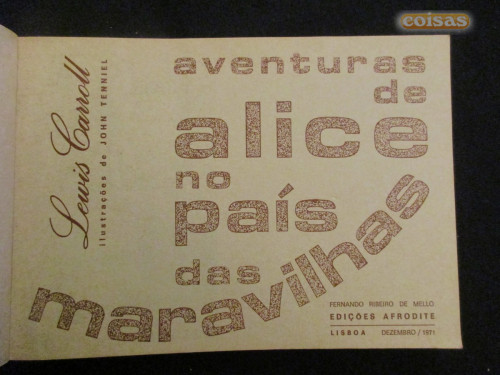 coisas
Lewis Carroll
ilustrações de JOHN TENNIEL
aventuras
de
alice
no
país
das
maravilhas
FERNANDO RIBEIRO DE MELLO
EDIÇÕES AFRODITE
LISBOA DEZEMBRO / 1971